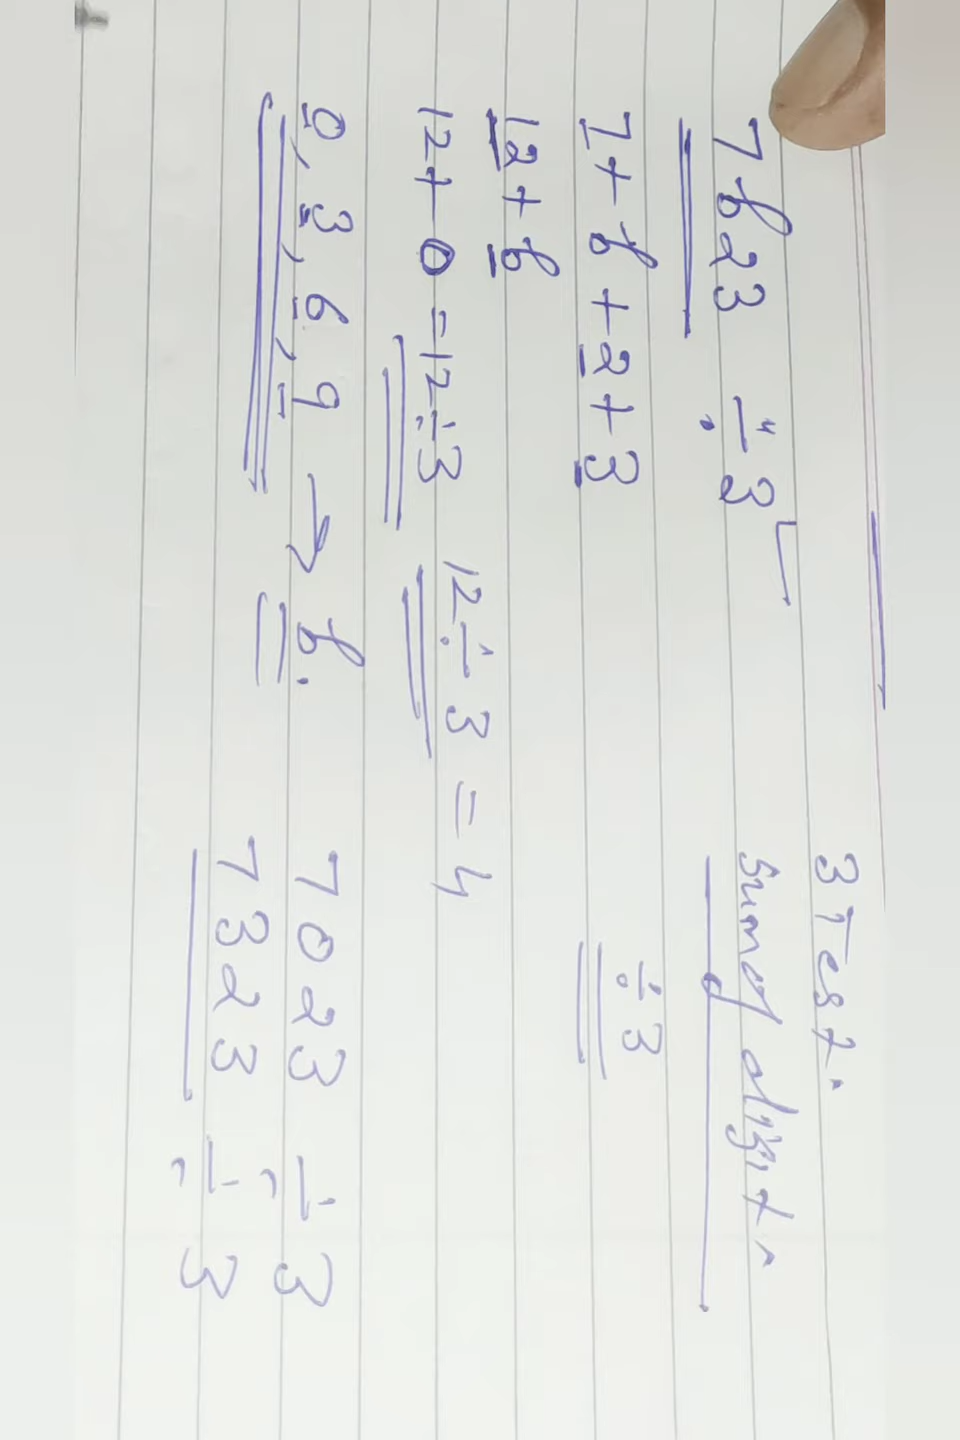 3 Test.
7b23 ÷ 3
Sum of digit.
7 + b + 2 + 3
÷ 3
12 + b
12 + 0 = 12 ÷ 3
12 ÷ 3 = 4
0, 3, 6, 9 → b.
7023 ÷ 3
7323 ÷ 3